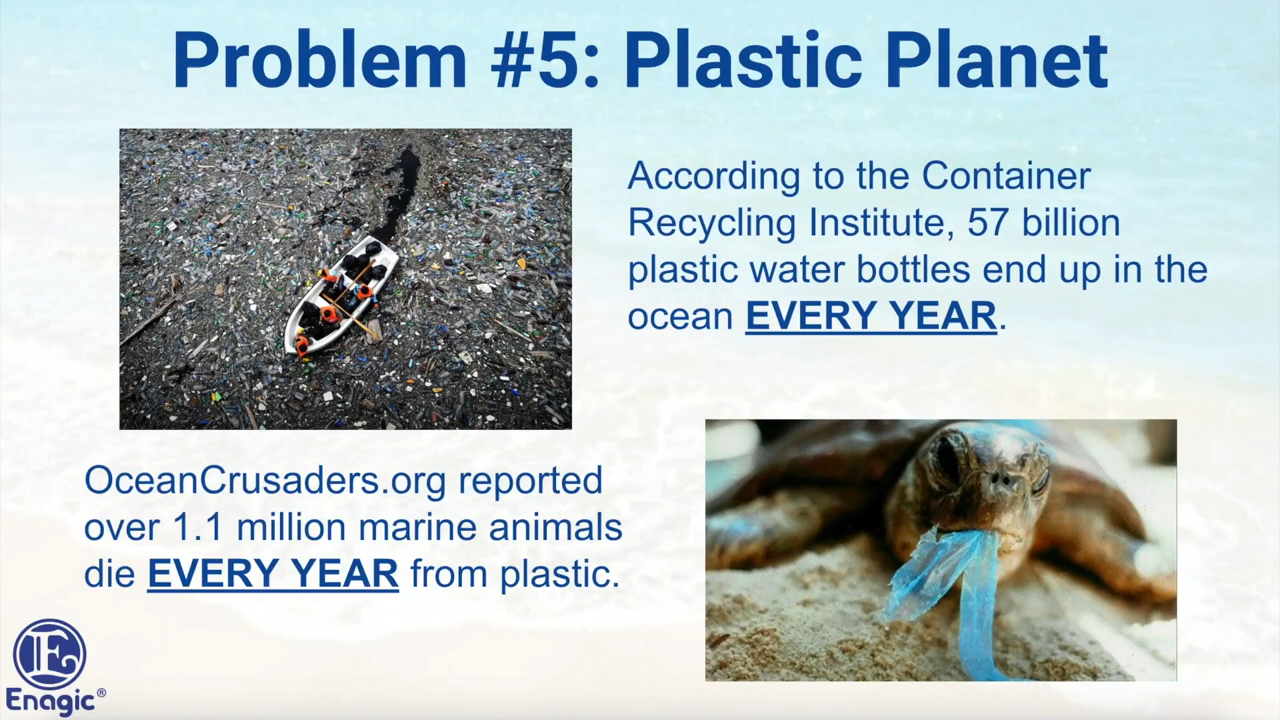 Problem #5: Plastic Planet
According to the Container
Recycling Institute, 57 billion
plastic water bottles end up in the
ocean EVERY YEAR.
OceanCrusaders.org reported
over 1.1 million marine animals
die EVERY YEAR from plastic.
E
Enagic®